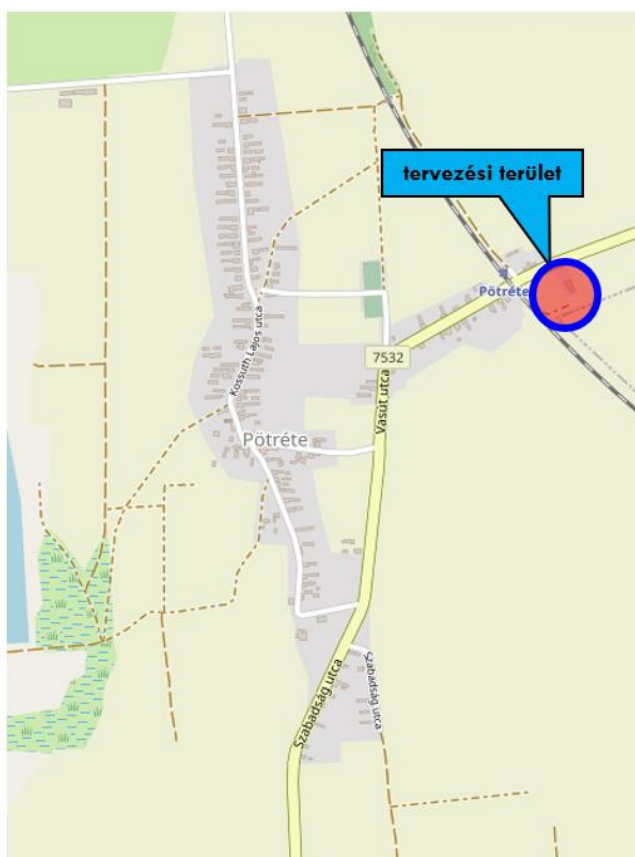 tervezési terület
Pötréte
7532
Kossuth Lajos utca
Vasút utca
Pötréte
Szabadság utca
Szabadság utca